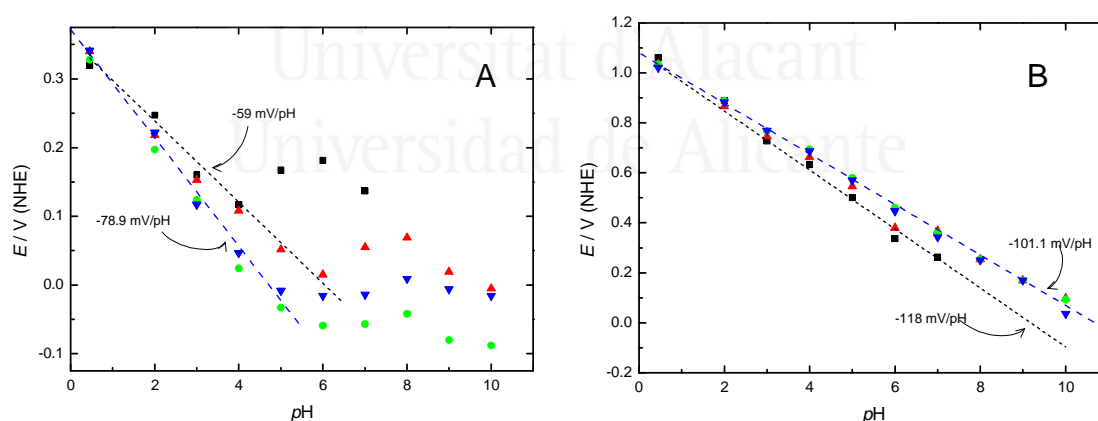 Universitat d'Alacant
Universidad de Alicante
A
-59 mV/pH
-78.9 mV/pH
E / V (NHE)
0.3
0.2
0.1
0.0
-0.1
0 2 4 6 8 10
pH
B
-101.1 mV/pH
-118 mV/pH
E / V (NHE)
1.2
1.0
0.8
0.6
0.4
0.2
0.0
-0.2
0 2 4 6 8 10
pH